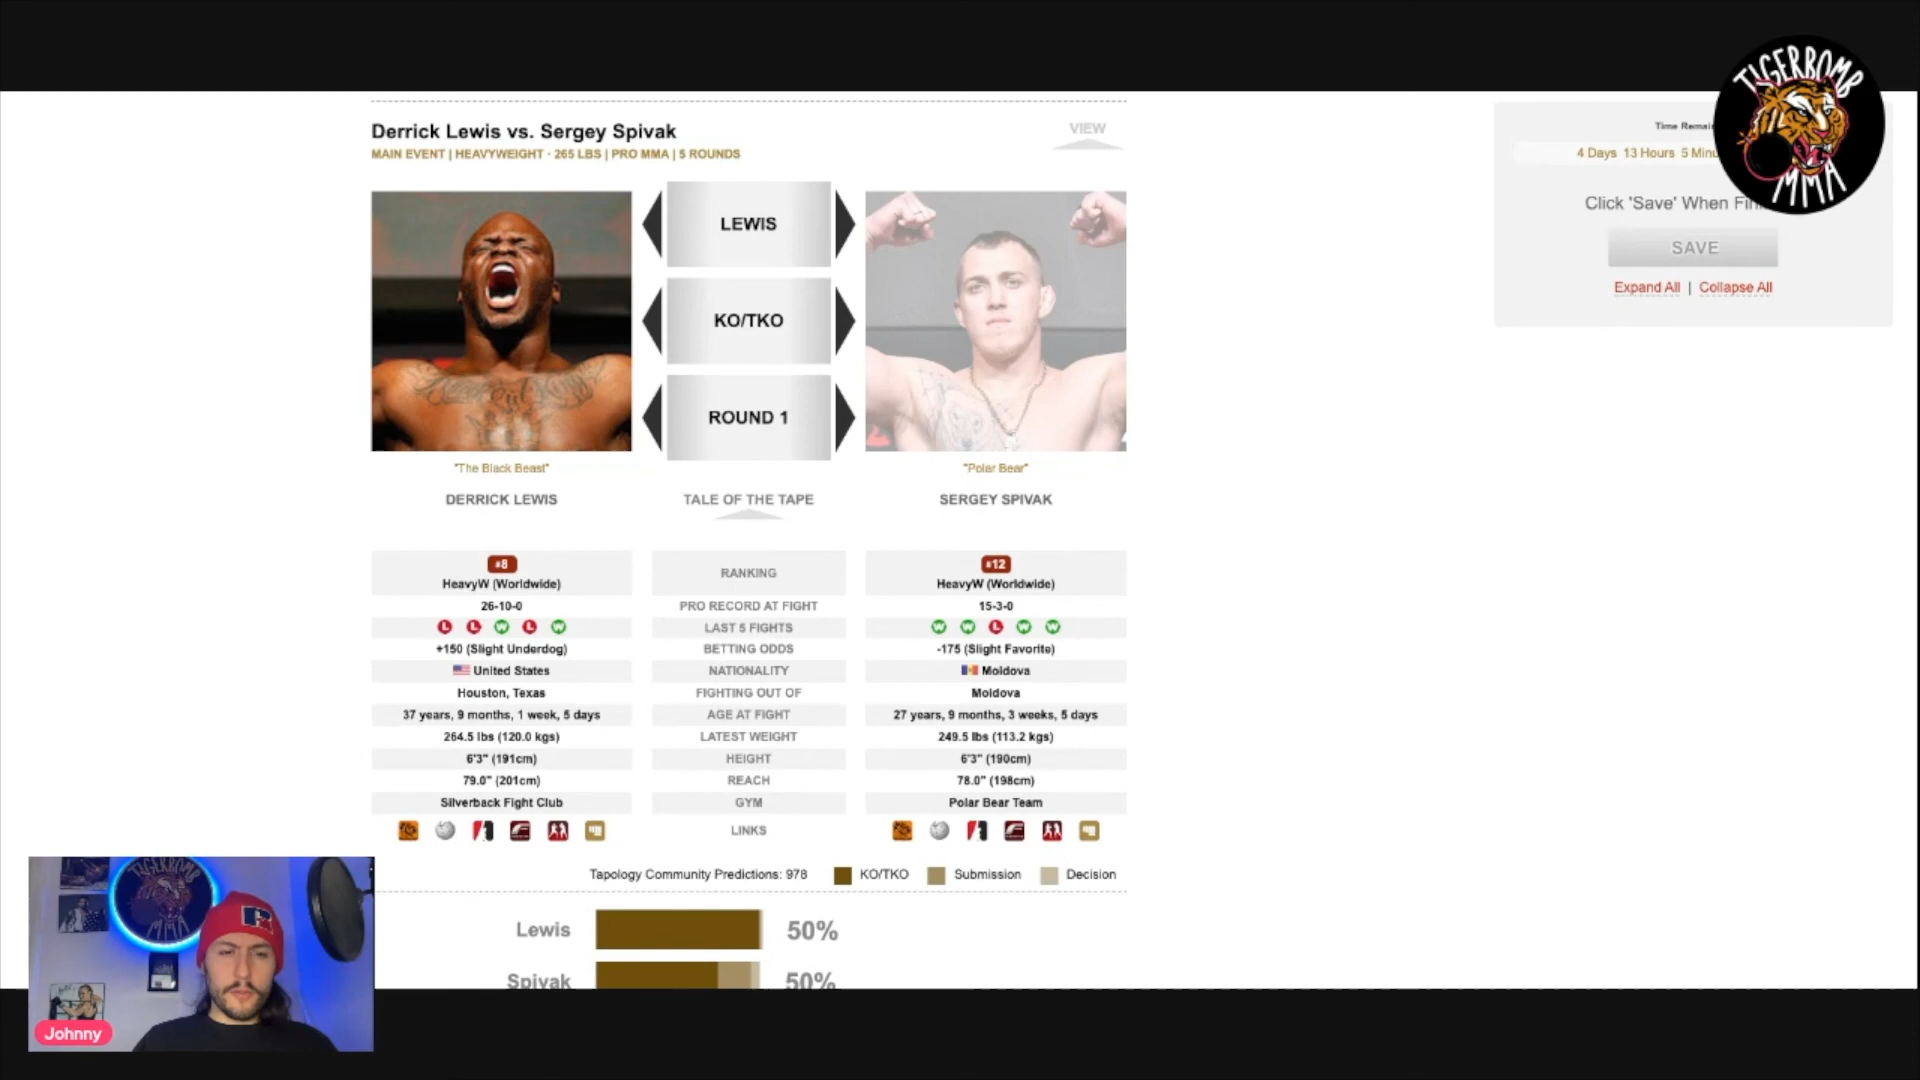 TIGERBOMB
MMA
Derrick Lewis vs. Sergey Spivak
VIEW
MAIN EVENT | HEAVYWEIGHT · 265 LBS | PRO MMA | 5 ROUNDS
Time Remai
4 Days 13 Hours 5 Minu
Click 'Save' When Fin
SAVE
Expand All | Collapse All
LEWIS
KO/TKO
ROUND 1
"The Black Beast"
"Polar Bear"
DERRICK LEWIS
TALE OF THE TAPE
SERGEY SPIVAK
#8
#12
HeavyW (Worldwide)
RANKING
HeavyW (Worldwide)
26-10-0
PRO RECORD AT FIGHT
15-3-0
L L W L W
LAST 5 FIGHTS
W W L W W
+150 (Slight Underdog)
BETTING ODDS
-175 (Slight Favorite)
United States
NATIONALITY
Moldova
Houston, Texas
FIGHTING OUT OF
Moldova
37 years, 9 months, 1 week, 5 days
AGE AT FIGHT
27 years, 9 months, 3 weeks, 5 days
264.5 lbs (120.0 kgs)
LATEST WEIGHT
249.5 lbs (113.2 kgs)
6'3" (191cm)
HEIGHT
6'3" (190cm)
79.0" (201cm)
REACH
78.0" (198cm)
Silverback Fight Club
GYM
Polar Bear Team
LINKS
Tapology Community Predictions: 978
KO/TKO
Submission
Decision
Lewis
50%
Spivak
50%
TIGERBOMB
MMA
R
Johnny